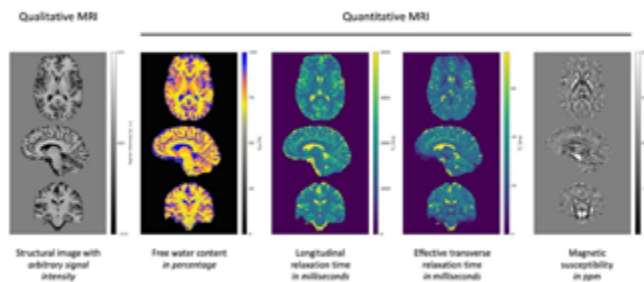 Qualitative MRI
Quantitative MRI
Structural image with
arbitrary signal
intensity
Free water content
in percentage
Longitudinal
relaxation time
in milliseconds
Effective transverse
relaxation time
in milliseconds
Magnetic
susceptibility
in ppm